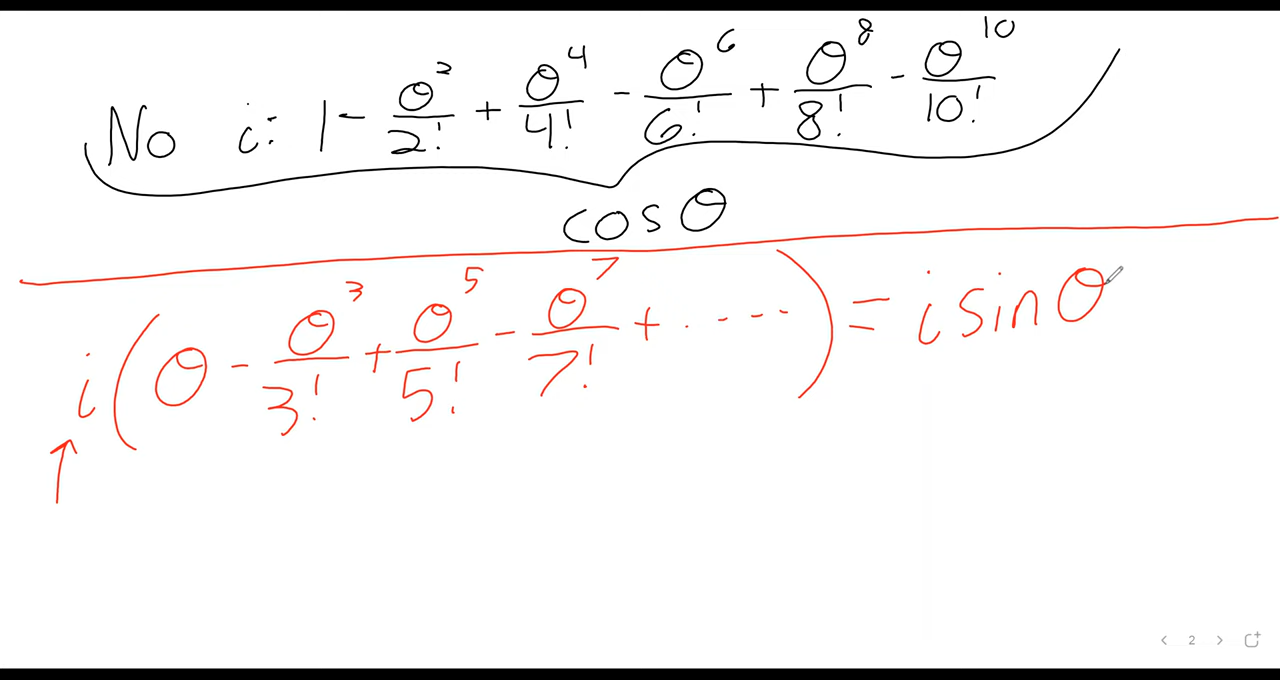 No i: 1 - θ²/2! + θ⁴/4! - θ⁶/6! + θ⁸/8! - θ¹⁰/10!
cos θ
i(θ - θ³/3! + θ⁵/5! - θ⁷/7! + .....) = i sin θ
< 2 >